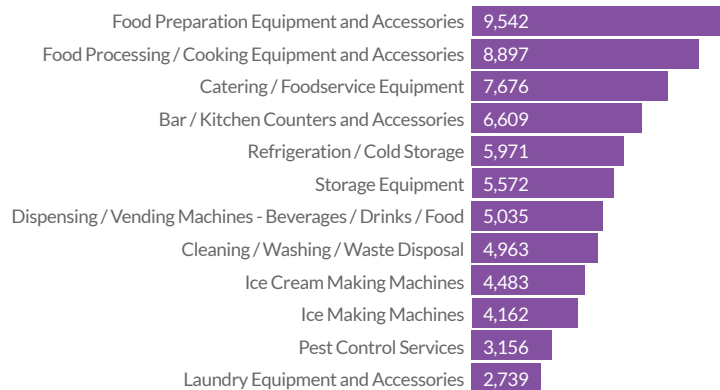 Food Preparation Equipment and Accessories 9,542
Food Processing / Cooking Equipment and Accessories 8,897
Catering / Foodservice Equipment 7,676
Bar / Kitchen Counters and Accessories 6,609
Refrigeration / Cold Storage 5,971
Storage Equipment 5,572
Dispensing / Vending Machines - Beverages / Drinks / Food 5,035
Cleaning / Washing / Waste Disposal 4,963
Ice Cream Making Machines 4,483
Ice Making Machines 4,162
Pest Control Services 3,156
Laundry Equipment and Accessories 2,739